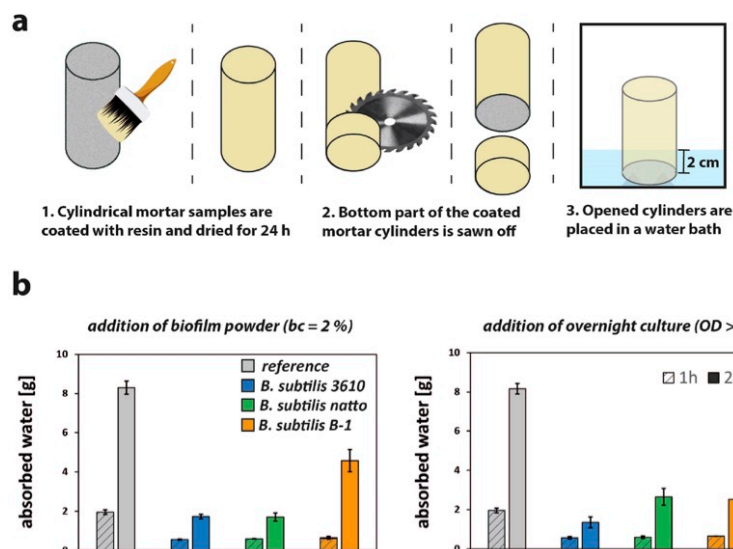 a
2 cm
1. Cylindrical mortar samples are
coated with resin and dried for 24 h
2. Bottom part of the coated
mortar cylinders is sawn off
3. Opened cylinders are
placed in a water bath
b
addition of biofilm powder (bc = 2 %)
absorbed water [g]
10
8
6
4
2
0
reference
B. subtilis 3610
B. subtilis natto
B. subtilis B-1
addition of overnight culture (OD >
absorbed water [g]
10
8
6
4
2
0
1h
2